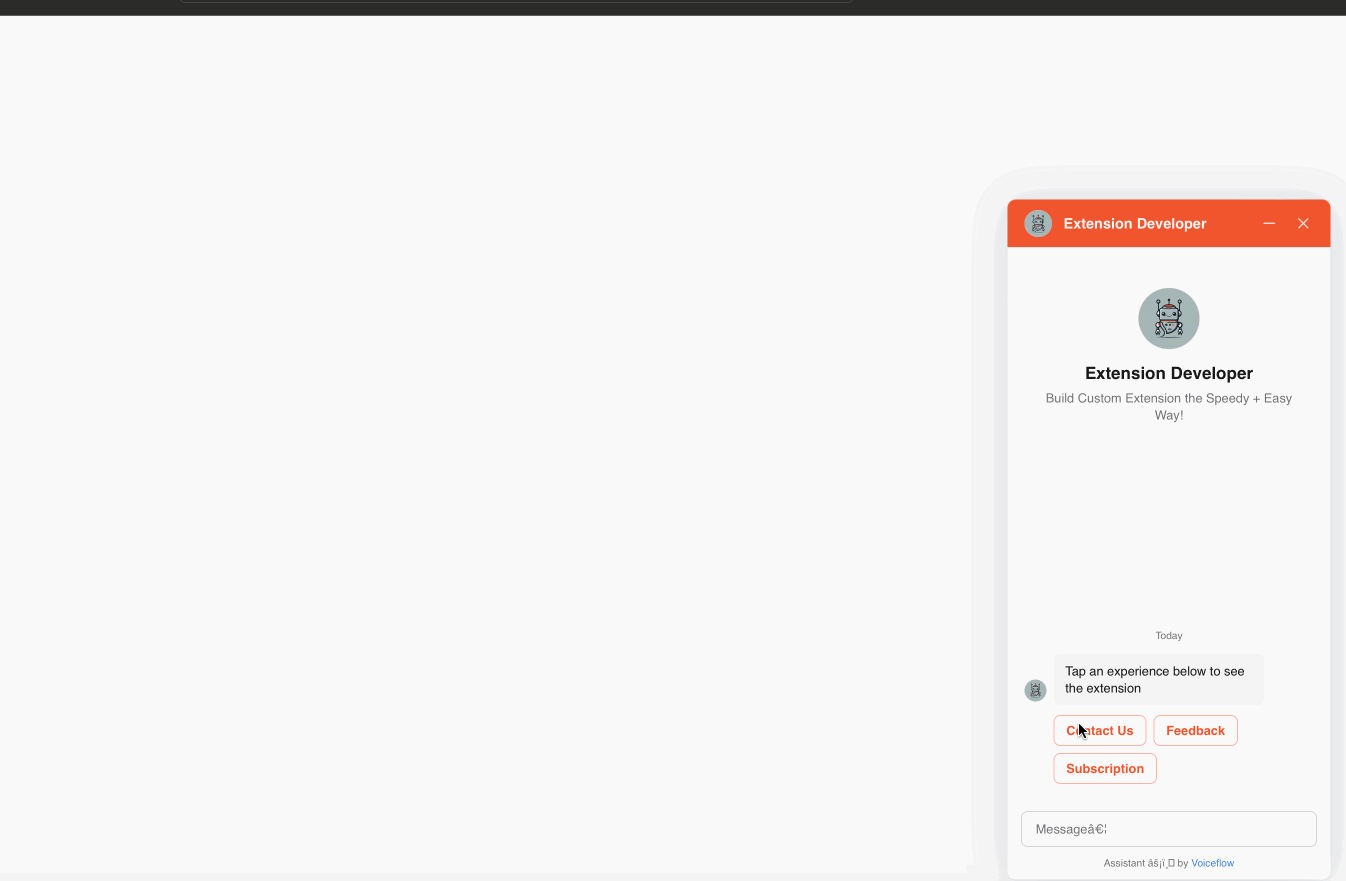 Extension Developer
Extension Developer
Build Custom Extension the Speedy + Easy
Way!
Today
Tap an experience below to see
the extension
Contact Us
Feedback
Subscription
Messageâ€¦
Assistant âš¡ï¸□ by Voiceflow